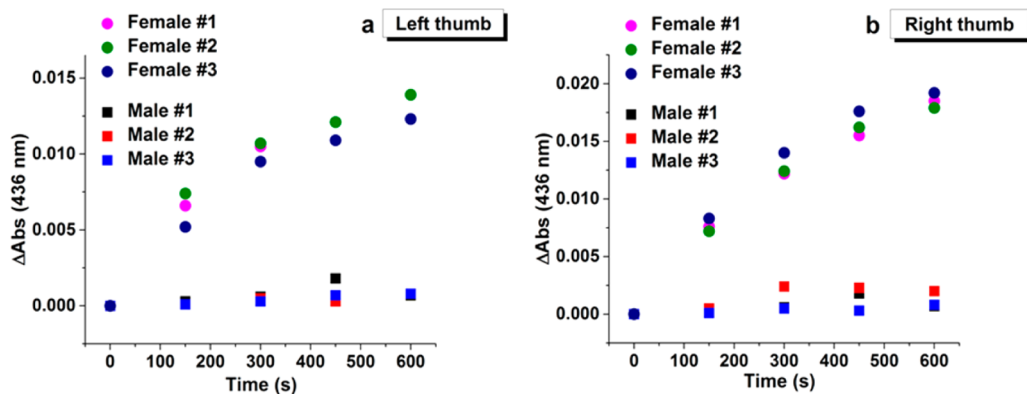 Female #1
Female #2
Female #3
Male #1
Male #2
Male #3
a
Left thumb
0.015
0.010
0.005
0.000
ΔAbs (436 nm)
0 100 200 300 400 500 600
Time (s)
Female #1
Female #2
Female #3
Male #1
Male #2
Male #3
b
Right thumb
0.020
0.015
0.010
0.005
0.000
ΔAbs (436 nm)
0 100 200 300 400 500 600
Time (s)